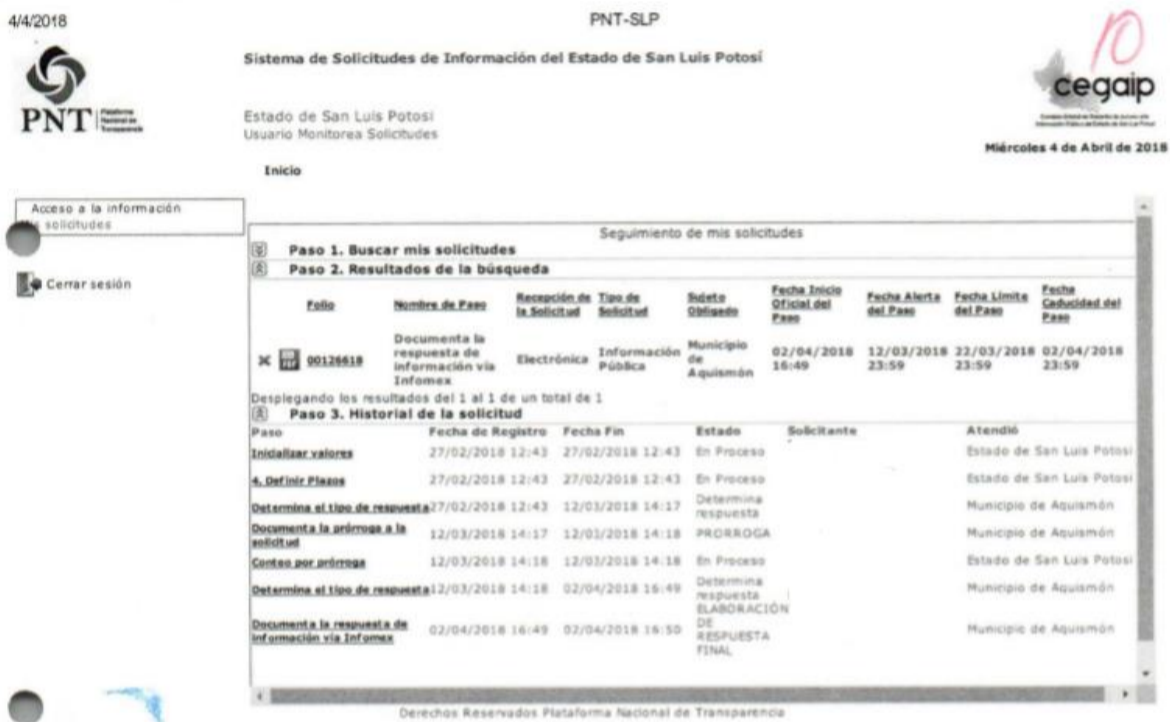 4/4/2018
PNT-SLP
10
Sistema de Solicitudes de Información del Estado de San Luis Potosí
PNT
Plataforma Nacional de Transparencia
cegaip
Estado de San Luis Potosí
Usuario Monitorea Solicitudes
Miércoles 4 de Abril de 2018
Inicio
Acceso a la información
solicitudes
Cerrar sesión
Seguimiento de mis solicitudes
Paso 1. Buscar mis solicitudes
Paso 2. Resultados de la búsqueda
Folio Nombre de Paso Recepción de la Solicitud Tipo de Solicitud Sujeto Obligado Fecha Inicio Oficial del Paso Fecha Alerta del Paso Fecha Límite del Paso Fecha Caducidad del Paso
00126618 Documenta la respuesta de información vía Infomex Electrónica Información Pública Municipio de Aquismón 02/04/2018 16:49 12/03/2018 23:59 22/03/2018 23:59 02/04/2018 23:59
Desplegando los resultados del 1 al 1 de un total de 1
Paso 3. Historial de la solicitud
Paso Fecha de Registro Fecha Fin Estado Solicitante Atendió
Inicializar valores 27/02/2018 12:43 27/02/2018 12:43 En Proceso Estado de San Luis Potosí
4. Definir Plazos 27/02/2018 12:43 27/02/2018 12:43 En Proceso Estado de San Luis Potosí
Determina el tipo de respuesta 27/02/2018 12:43 12/03/2018 14:17 Determina respuesta Municipio de Aquismón
Documenta la prórroga a la solicitud 12/03/2018 14:17 12/03/2018 14:18 PRORROGA Municipio de Aquismón
Conteo por prórroga 12/03/2018 14:18 12/03/2018 14:18 En Proceso Estado de San Luis Potosí
Determina el tipo de respuesta 12/03/2018 14:18 02/04/2018 16:49 Determina respuesta Municipio de Aquismón
Documenta la respuesta de información vía Infomex 02/04/2018 16:49 02/04/2018 16:50 ELABORACIÓN DE RESPUESTA FINAL Municipio de Aquismón
Derechos Reservados Plataforma Nacional de Transparencia